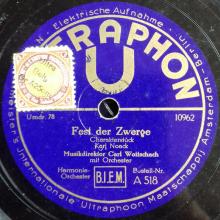 Elektrische Aufnahme
ULTRAPHON
U
Umdr. 78
10962
Fest der Zwerge
Charakterstück
Karl Noack
Musikdirektor Carl Woitschach
mit Orchester
Harmonie-
Orchester
B.I.E.M.
Bestell-Nr.
A 518
Internationale Ultraphoon Maatschappij Amsterdam